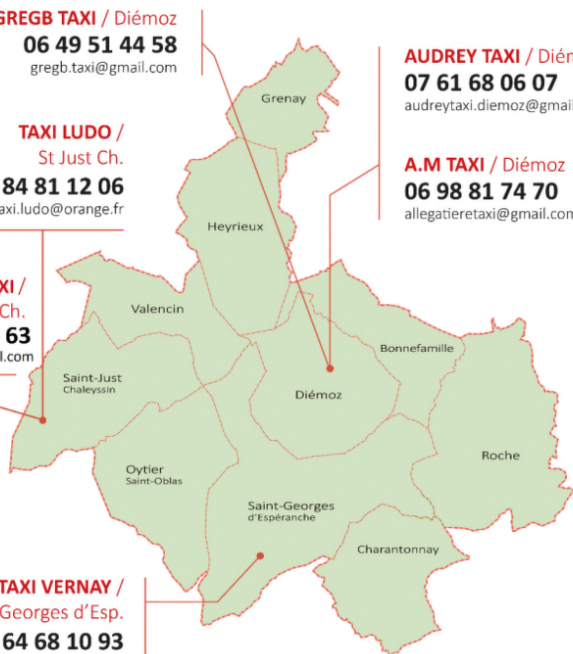 GREGB TAXI / Diémoz
06 49 51 44 58
gregb.taxi@gmail.com
AUDREY TAXI / Diém
07 61 68 06 07
audreytaxi.diemoz@gmail
TAXI LUDO /
St Just Ch.
84 81 12 06
axi.ludo@orange.fr
A.M TAXI / Diémoz
06 98 81 74 70
allegatieretaxi@gmail.com
XI /
Ch.
63
il.com
Grenay
Heyrieux
Valencin
Bonnefamille
Saint-Just
Chaleyssin
Diémoz
Roche
Oytier
Saint-Oblas
Saint-Georges
d'Espéranche
Charantonnay
TAXI VERNAY /
Georges d'Esp.
64 68 10 93